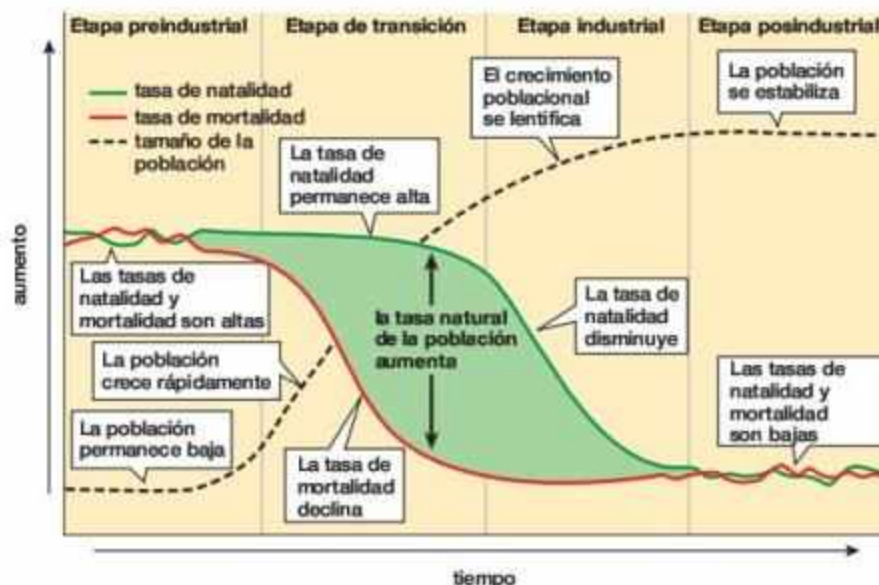 Etapa preindustrial
Etapa de transición
Etapa industrial
Etapa posindustrial
tasa de natalidad
tasa de mortalidad
tamaño de la
población
El crecimiento
poblacional
se lentifica
La población
se estabiliza
La tasa de
natalidad
permanece alta
aumento
Las tasas de
natalidad y
mortalidad son altas
la tasa natural
de la población
aumenta
La tasa de
natalidad
disminuye
La población
crece rápidamente
Las tasas de
natalidad y
mortalidad
son bajas
La población
permanece baja
La tasa de
mortalidad
declina
tiempo